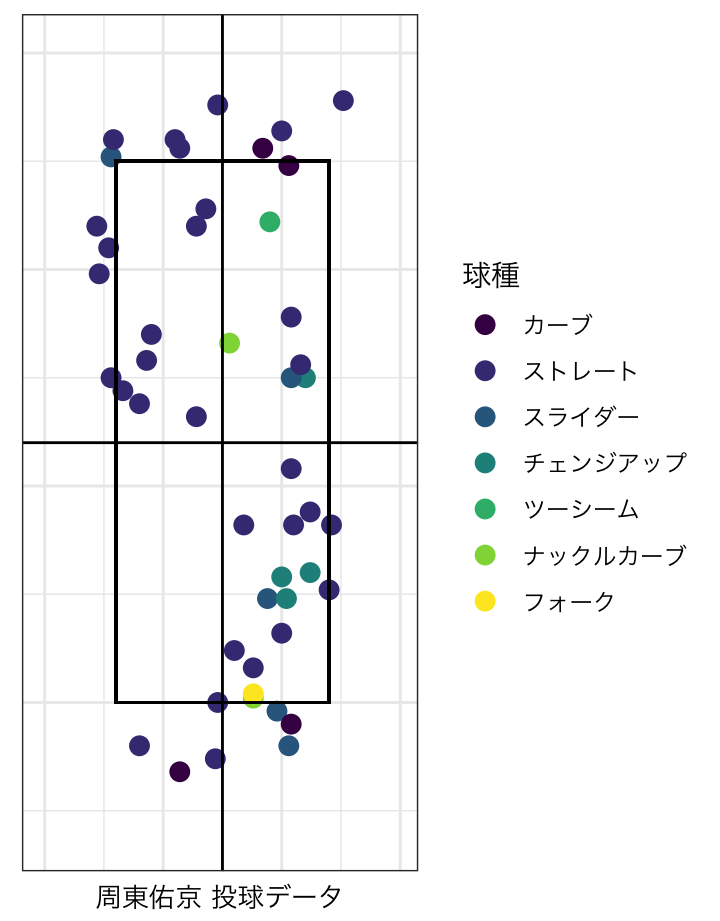 球種
カーブ
ストレート
スライダー
チェンジアップ
ツーシーム
ナックルカーブ
フォーク
周東佑京 投球データ